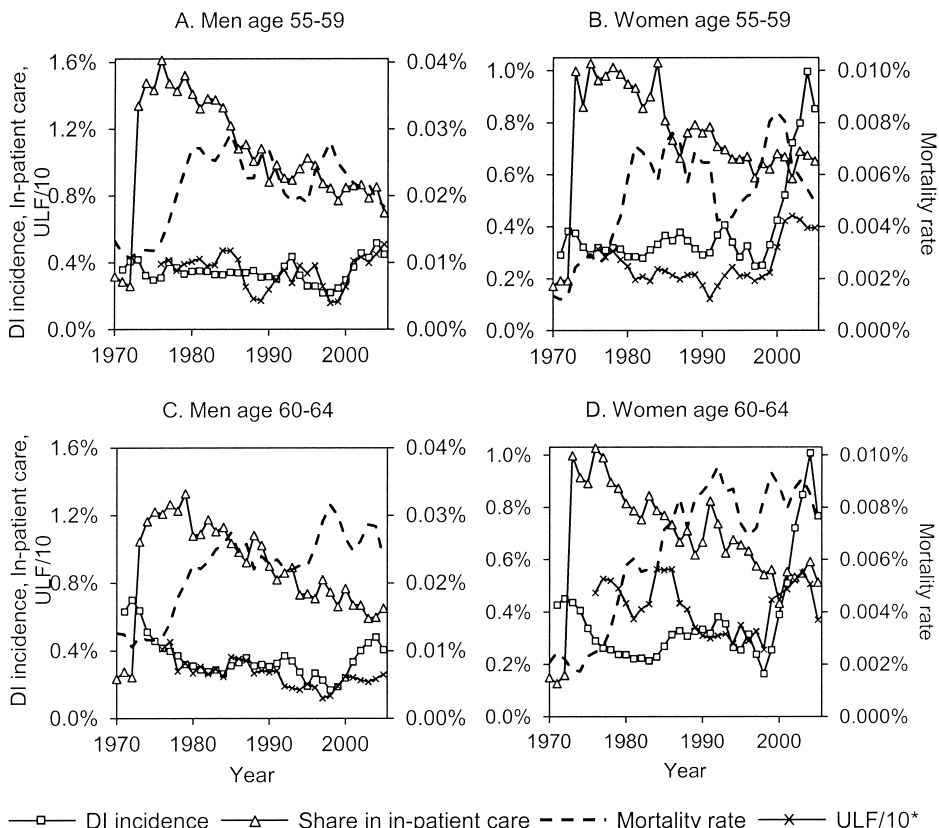 A. Men age 55-59
B. Women age 55-59
DI incidence, In-patient care,
ULF/10
1.6%
1.2%
0.8%
0.4%
0.0%
0.04%
0.03%
0.02%
0.01%
0.00%
1970 1980 1990 2000
1.0%
0.8%
0.6%
0.4%
0.2%
0.0%
0.010%
0.008%
0.006%
0.004%
0.002%
0.000%
Mortality rate
1970 1980 1990 2000
C. Men age 60-64
D. Women age 60-64
DI incidence, In-patient care,
ULF/10
1.6%
1.2%
0.8%
0.4%
0.0%
0.04%
0.03%
0.02%
0.01%
0.00%
1970 1980 1990 2000
Year
1.0%
0.8%
0.6%
0.4%
0.2%
0.0%
0.010%
0.008%
0.006%
0.004%
0.002%
0.000%
Mortality rate
1970 1980 1990 2000
Year
DI incidence Share in in-patient care Mortality rate ULF/10*